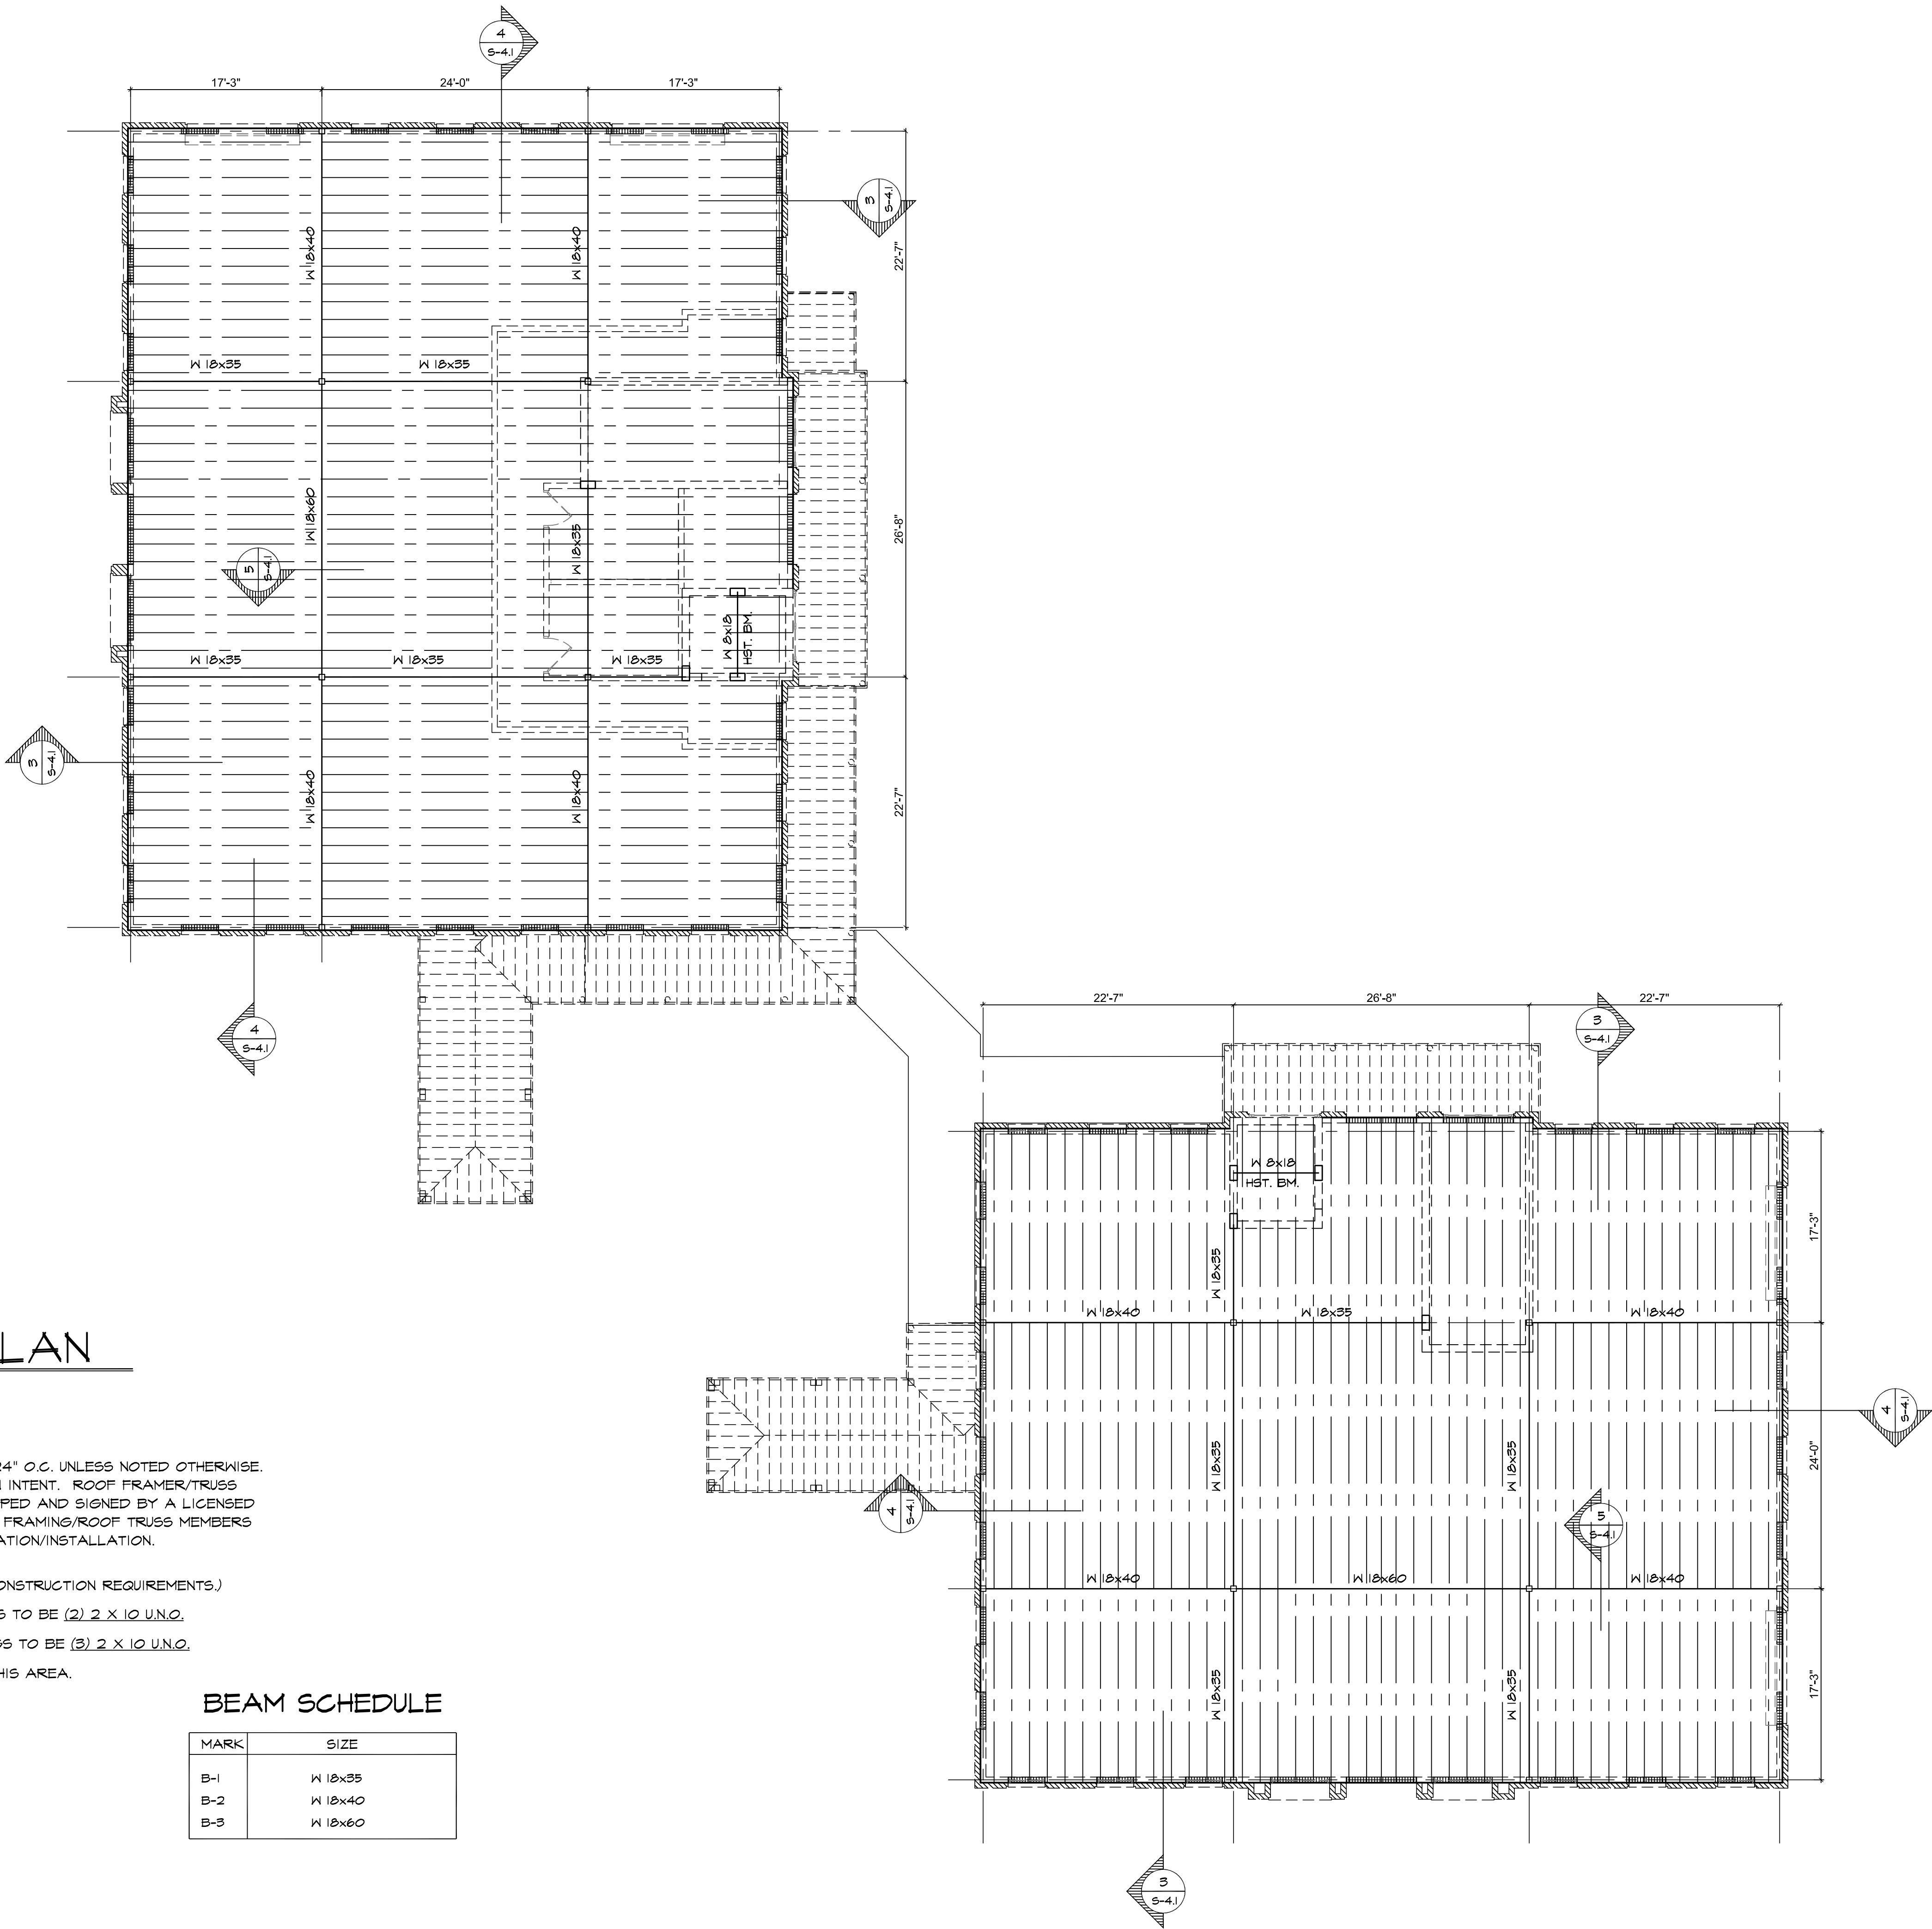 4
S-4.1
17'-3"
24'-0"
17'-3"
3
S-4.1
22'-7"
W 18x40
W 18x40
W 18x35
W 18x35
W 18x60
W 18x35
26'-8"
5
S-4.1
W 8x18
HST. BM.
W 18x35
W 18x35
W 18x35
3
S-4.1
W 18x40
W 18x40
22'-7"
4
S-4.1
22'-7"
26'-8"
22'-7"
3
S-4.1
W 8x18
HST. BM.
17'-3"
W 18x35
W 18x40
W 18x35
W 18x40
4
S-4.1
W 18x35
W 18x35
24'-0"
4
S-4.1
5
S-4.1
W 18x40
W 18x60
W 18x40
W 18x35
W 18x35
17'-3"
3
S-4.1
LAN
24" O.C. UNLESS NOTED OTHERWISE.
INTENT. ROOF FRAMER/TRUSS
PED AND SIGNED BY A LICENSED
FRAMING/ROOF TRUSS MEMBERS
ATION/INSTALLATION.
ONSTRUCTION REQUIREMENTS.)
S TO BE (2) 2 X 10 U.N.O.
GS TO BE (3) 2 X 10 U.N.O.
HIS AREA.
BEAM SCHEDULE
MARK SIZE
B-1 W 18x35
B-2 W 18x40
B-3 W 18x60